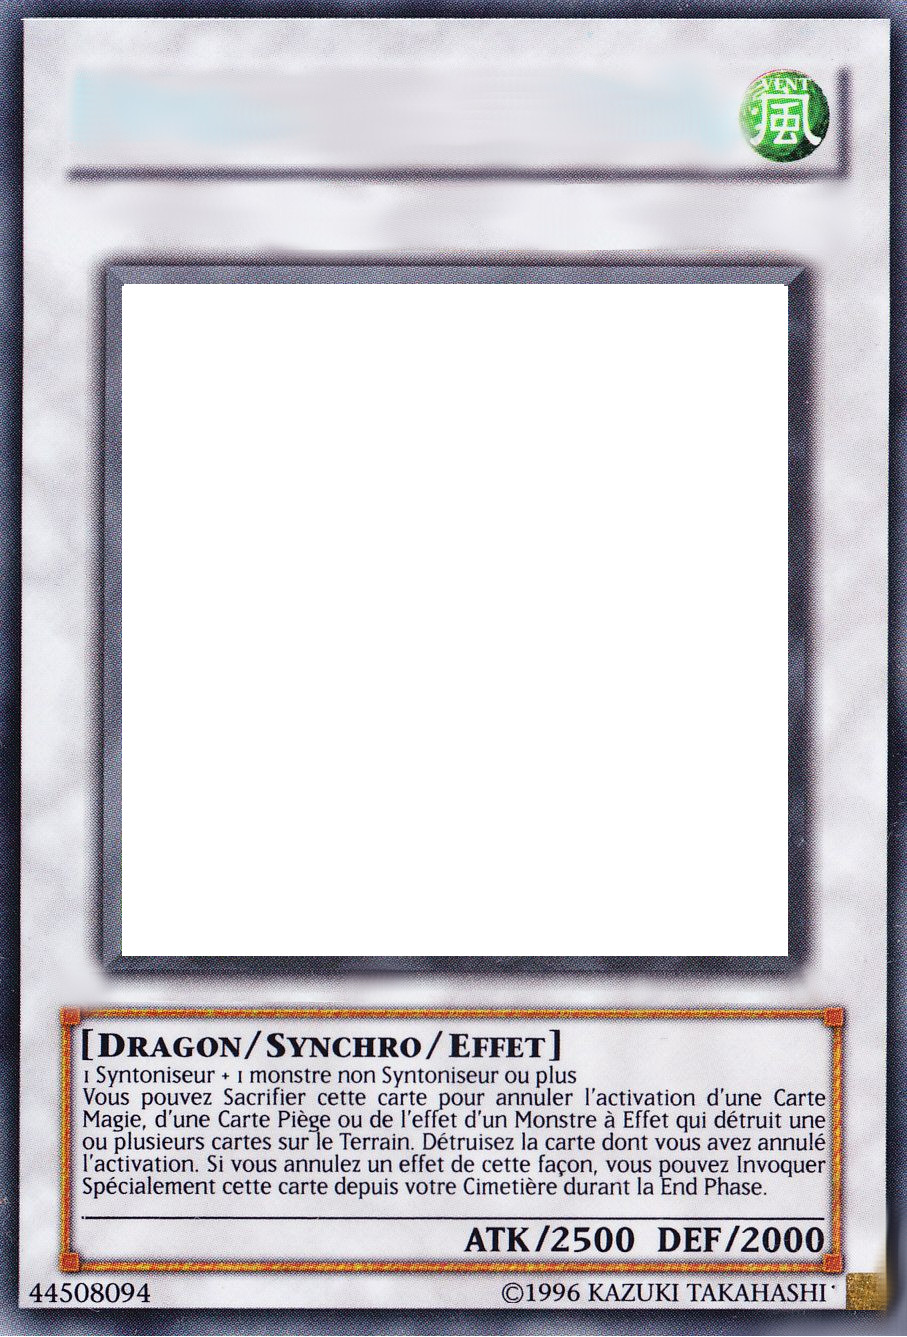 VENT
風
[DRAGON/SYNCHRO/EFFET]
1 Syntoniseur + 1 monstre non Syntoniseur ou plus
Vous pouvez Sacrifier cette carte pour annuler l'activation d'une Carte
Magie, d'une Carte Piège ou de l'effet d'un Monstre à Effet qui détruit une
ou plusieurs cartes sur le Terrain. Détruisez la carte dont vous avez annulé
l'activation. Si vous annulez un effet de cette façon, vous pouvez Invoquer
Spécialement cette carte depuis votre Cimetière durant la End Phase.
ATK/2500 DEF/2000
44508094 ©1996 KAZUKI TAKAHASHI